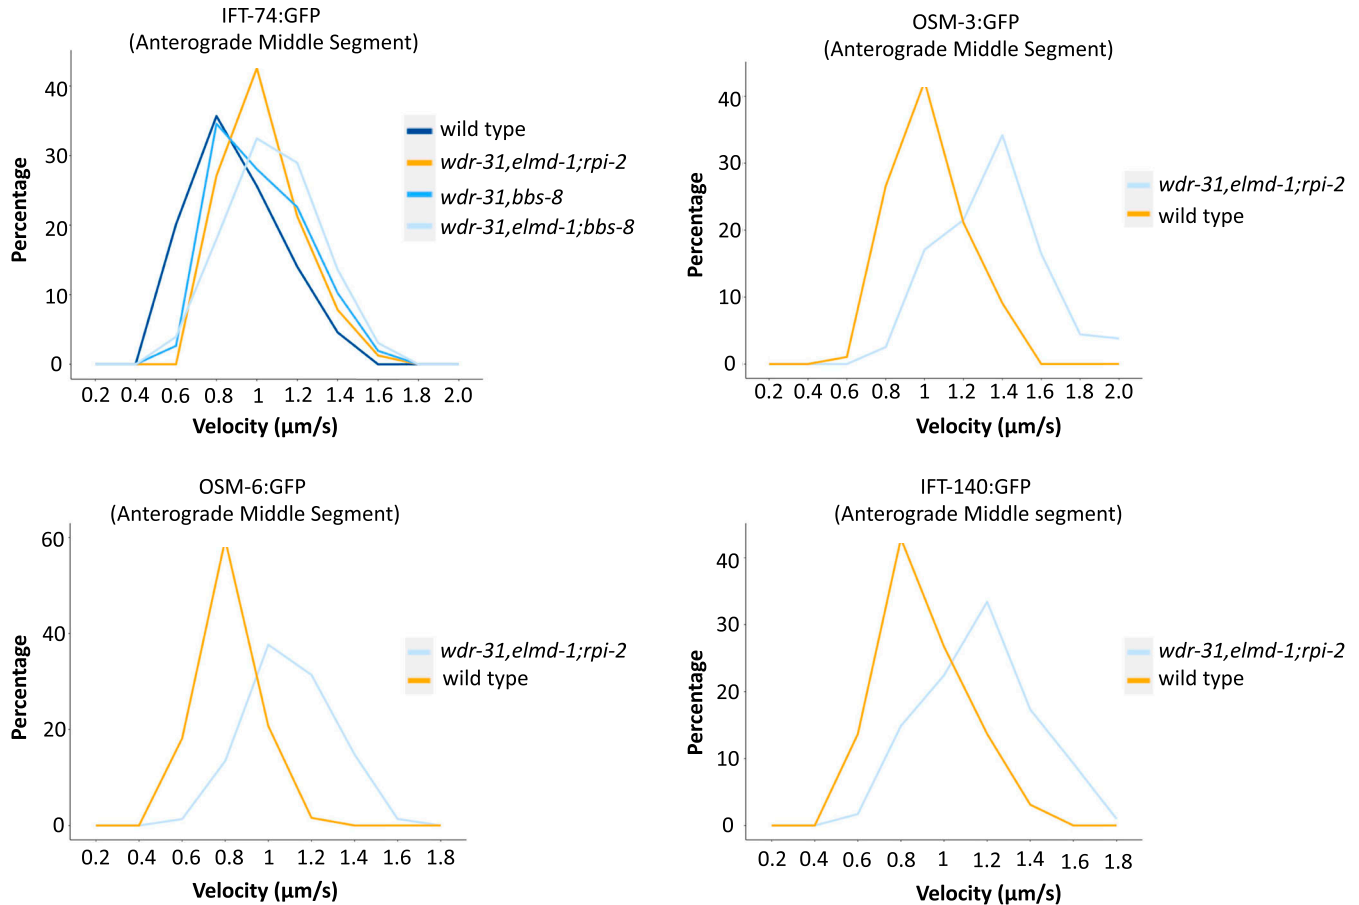 IFT-74:GFP
(Anterograde Middle Segment)
Percentage
40
30
20
10
0
0.2 0.4 0.6 0.8 1 1.2 1.4 1.6 1.8 2.0
Velocity (µm/s)
wild type
wdr-31,elmd-1;rpi-2
wdr-31,bbs-8
wdr-31,elmd-1;bbs-8
OSM-3:GFP
(Anterograde Middle Segment)
Percentage
40
30
20
10
0
0.2 0.4 0.6 0.8 1 1.2 1.4 1.6 1.8 2.0
Velocity (µm/s)
wdr-31,elmd-1;rpi-2
wild type
OSM-6:GFP
(Anterograde Middle Segment)
Percentage
60
40
20
0
0.2 0.4 0.6 0.8 1 1.2 1.4 1.6 1.8
Velocity (µm/s)
wdr-31,elmd-1;rpi-2
wild type
IFT-140:GFP
(Anterograde Middle segment)
Percentage
40
30
20
10
0
0.2 0.4 0.6 0.8 1 1.2 1.4 1.6 1.8
Velocity (µm/s)
wdr-31,elmd-1;rpi-2
wild type